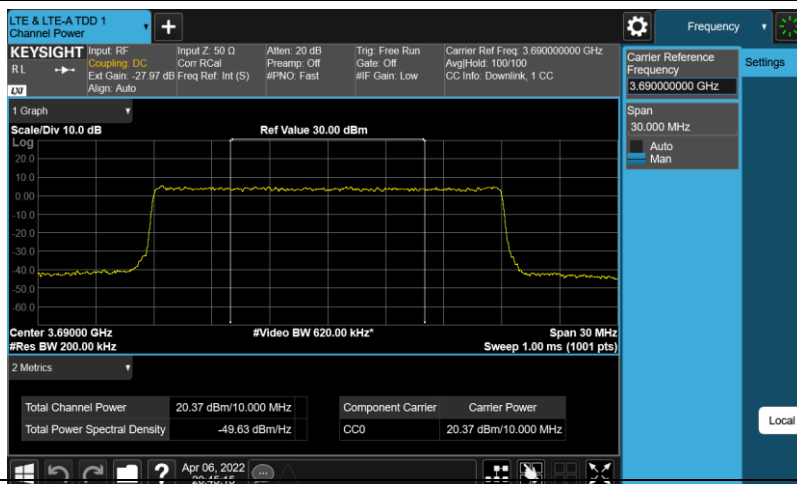 LTE & LTE-A TDD 1
Channel Power
Frequency
KEYSIGHT
RL
LXI
Input: RF
Coupling: DC
Ext Gain: -27.97 dB
Align: Auto
Input Z: 50 Ω
Corr RCal
Freq Ref: Int (S)
Atten: 20 dB
Preamp: Off
#PNO: Fast
Trig: Free Run
Gate: Off
#IF Gain: Low
Carrier Ref Freq: 3.690000000 GHz
Avg|Hold: 100/100
CC Info: Downlink, 1 CC
Carrier Reference
Frequency
3.690000000 GHz
Settings
Span
30.000 MHz
Auto
Man
1 Graph
Scale/Div 10.0 dB
Ref Value 30.00 dBm
Log
20.0
10.0
0.00
-10.0
-20.0
-30.0
-40.0
-50.0
-60.0
Center 3.69000 GHz
#Video BW 620.00 kHz*
Span 30 MHz
#Res BW 200.00 kHz
Sweep 1.00 ms (1001 pts)
2 Metrics
Total Channel Power 20.37 dBm/10.000 MHz
Total Power Spectral Density -49.63 dBm/Hz
Component Carrier Carrier Power
CC0 20.37 dBm/10.000 MHz
Local
?
Apr 06, 2022
20:45:15